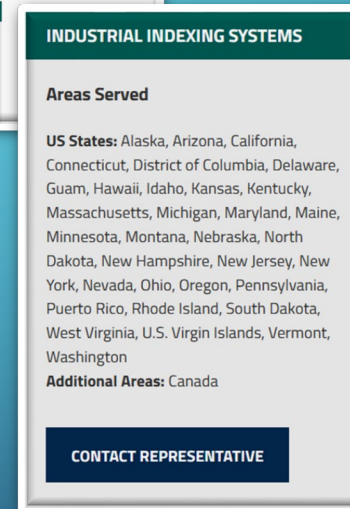 INDUSTRIAL INDEXING SYSTEMS
Areas Served
US States: Alaska, Arizona, California,
Connecticut, District of Columbia, Delaware,
Guam, Hawaii, Idaho, Kansas, Kentucky,
Massachusetts, Michigan, Maryland, Maine,
Minnesota, Montana, Nebraska, North
Dakota, New Hampshire, New Jersey, New
York, Nevada, Ohio, Oregon, Pennsylvania,
Puerto Rico, Rhode Island, South Dakota,
West Virginia, U.S. Virgin Islands, Vermont,
Washington
Additional Areas: Canada
CONTACT REPRESENTATIVE